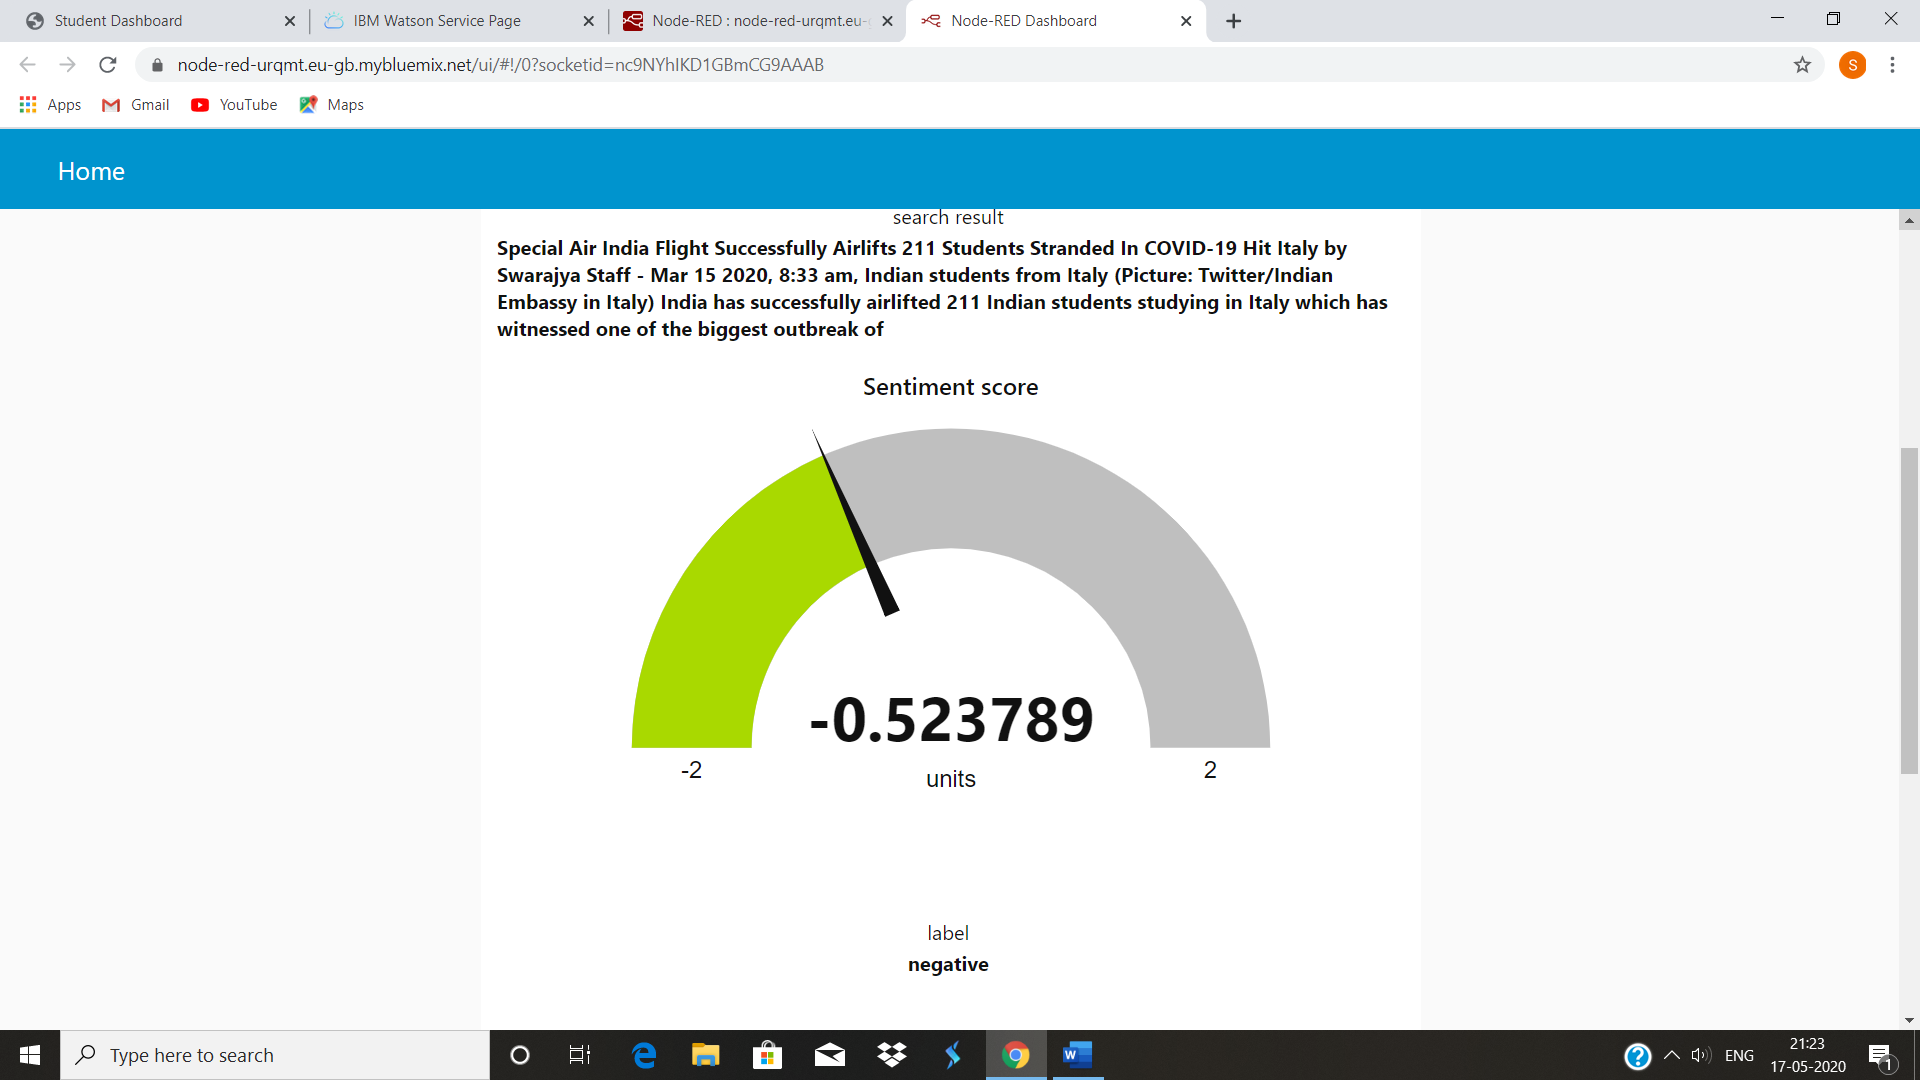 Student Dashboard
IBM Watson Service Page
Node-RED : node-red-urqmt.eu-
Node-RED Dashboard
node-red-urqmt.eu-gb.mybluemix.net/ui/#!/0?socketid=nc9NYhIKD1GBmCG9AAAB
S
Apps
Gmail
YouTube
Maps
Home
search result
Special Air India Flight Successfully Airlifts 211 Students Stranded In COVID-19 Hit Italy by
Swarajya Staff - Mar 15 2020, 8:33 am, Indian students from Italy (Picture: Twitter/Indian
Embassy in Italy) India has successfully airlifted 211 Indian students studying in Italy which has
witnessed one of the biggest outbreak of
Sentiment score
-0.523789
-2
units
2
label
negative
Type here to search
W
?
ENG
21:23
17-05-2020
1